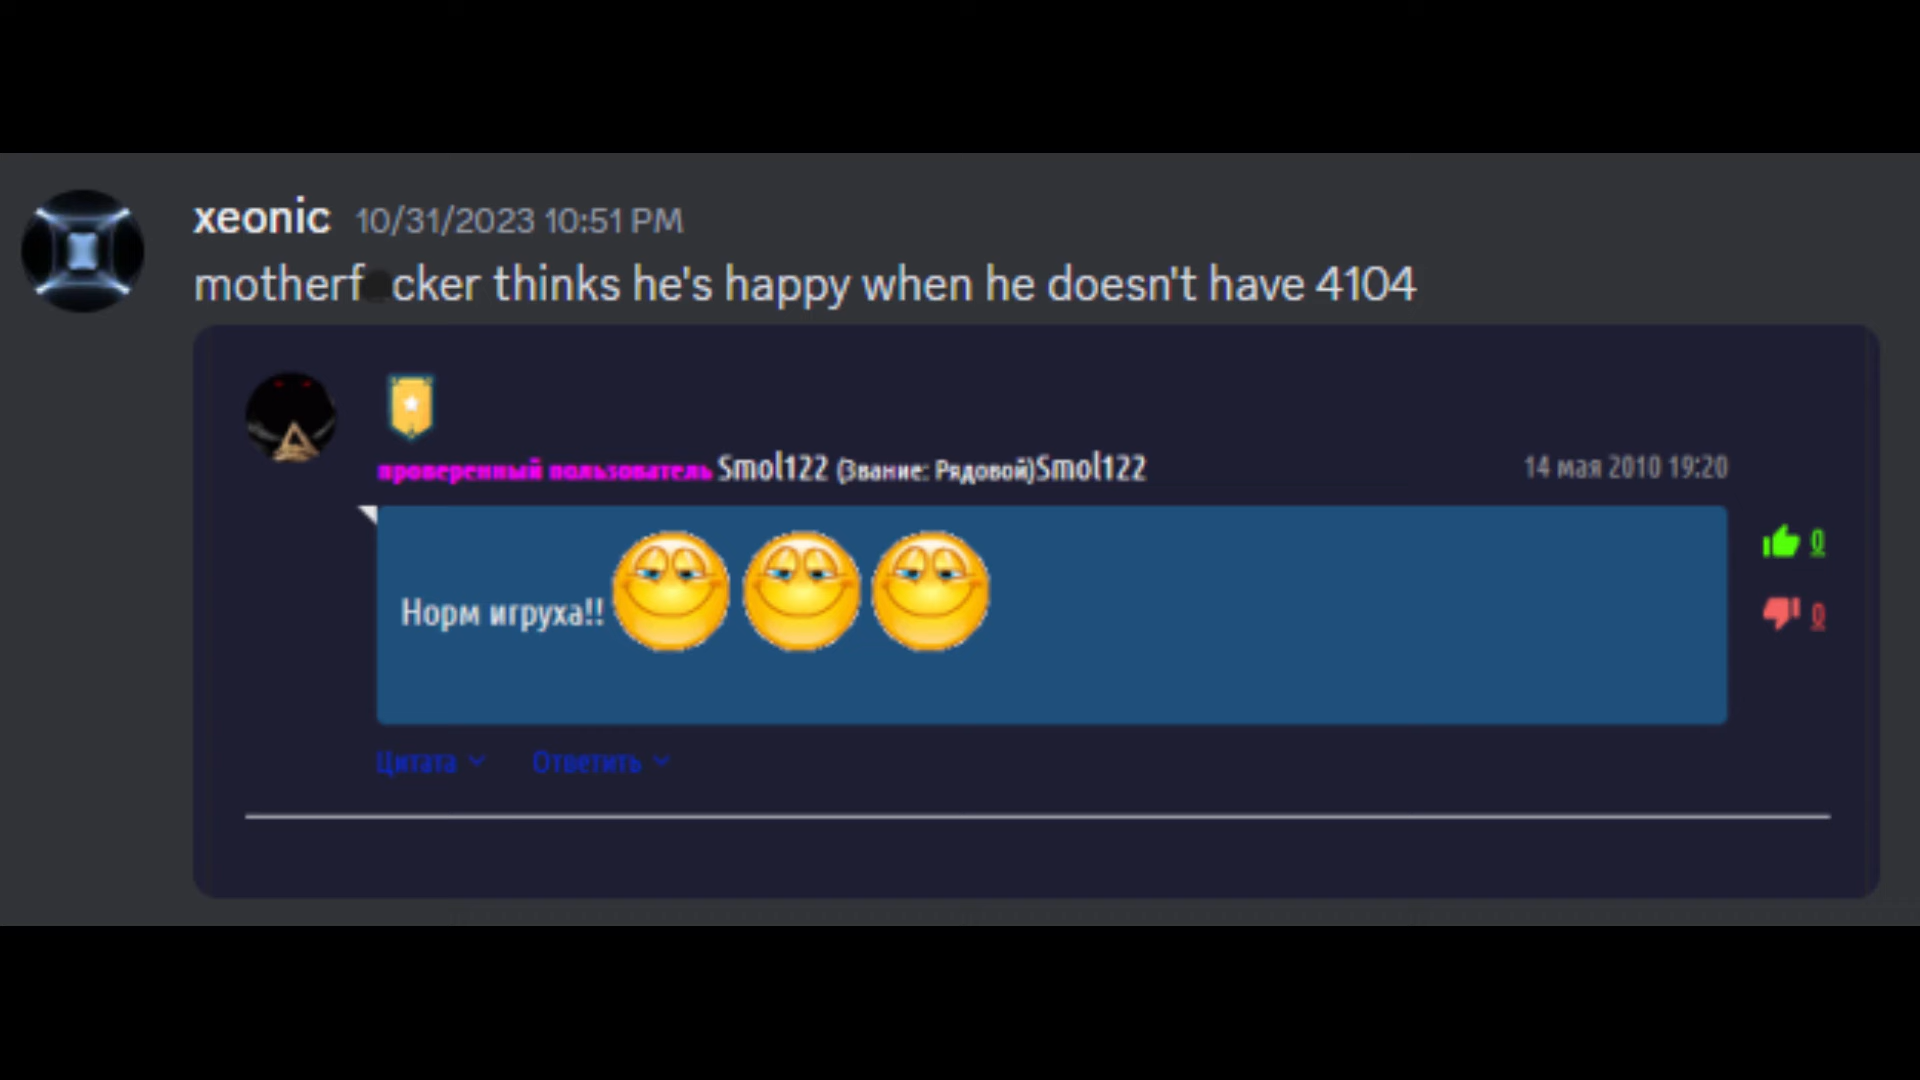 xeonic 10/31/2023 10:51 PM
motherf cker thinks he's happy when he doesn't have 4104
проверенный пользователь Smol122 (Звание: Рядовой)Smol122 14 мая 2010 19:20
Норм игруха!!
0
0
Цитата Ответить